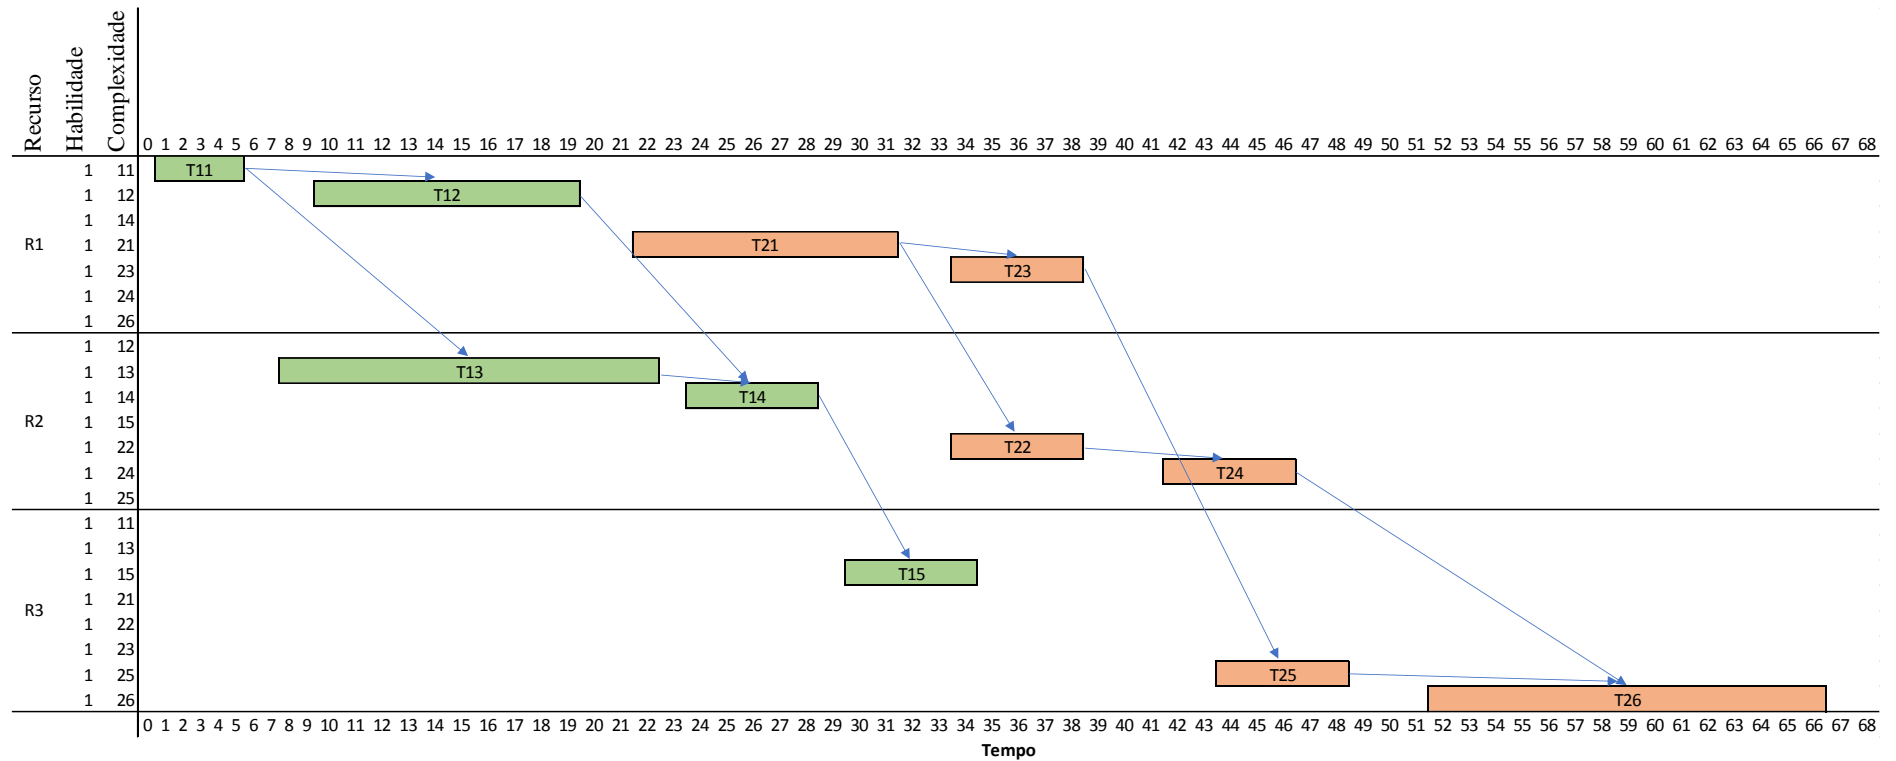 Recurso Habilidade Complexidade
0 1 2 3 4 5 6 7 8 9 10 11 12 13 14 15 16 17 18 19 20 21 22 23 24 25 26 27 28 29 30 31 32 33 34 35 36 37 38 39 40 41 42 43 44 45 46 47 48 49 50 51 52 53 54 55 56 57 58 59 60 61 62 63 64 65 66 67 68
1 11 T11
1 12 T12
1 14
R1 1 21 T21
1 23 T23
1 24
1 26
1 12
1 13 T13
1 14 T14
R2 1 15
1 22 T22
1 24 T24
1 25
1 11
1 13
1 15 T15
R3 1 21
1 22
1 23
1 25 T25
1 26 T26
0 1 2 3 4 5 6 7 8 9 10 11 12 13 14 15 16 17 18 19 20 21 22 23 24 25 26 27 28 29 30 31 32 33 34 35 36 37 38 39 40 41 42 43 44 45 46 47 48 49 50 51 52 53 54 55 56 57 58 59 60 61 62 63 64 65 66 67 68
Tempo